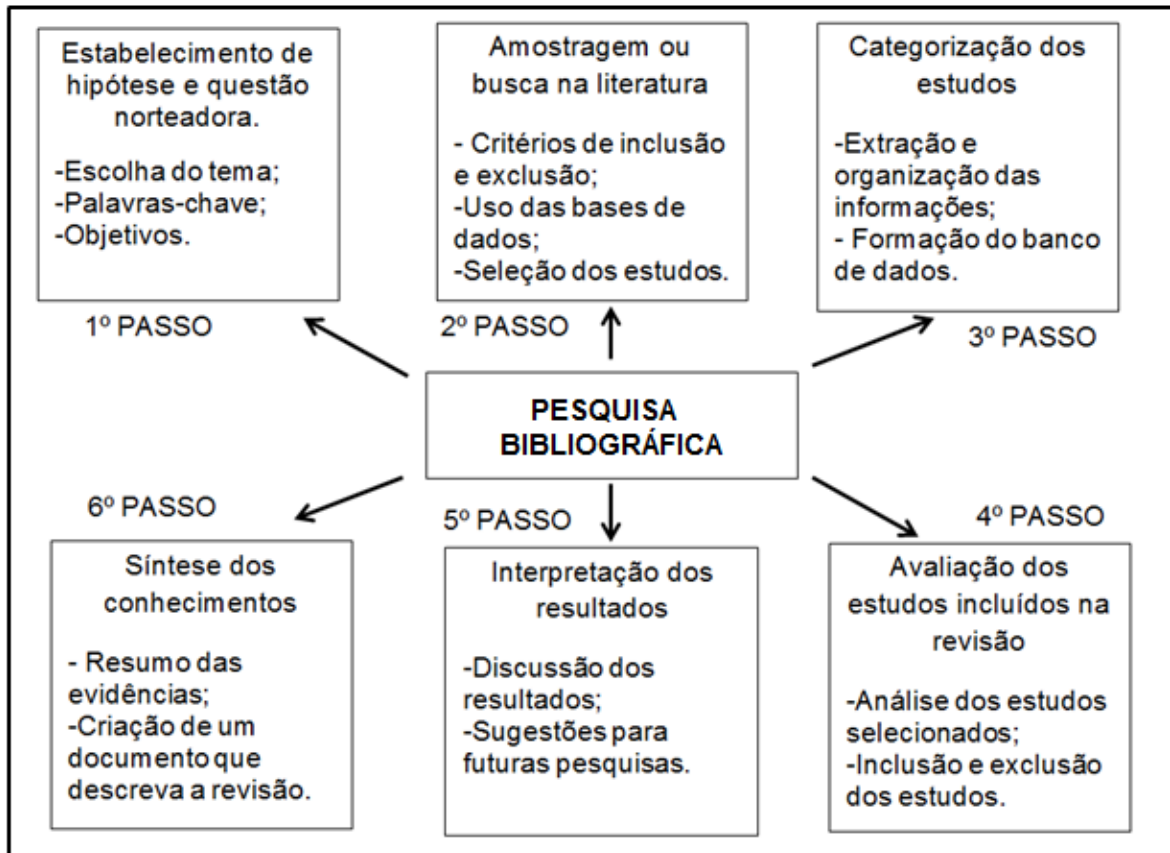 Estabelecimento de
hipótese e questão
norteadora.
-Escolha do tema;
-Palavras-chave;
-Objetivos.
1º PASSO
Amostragem ou
busca na literatura
- Critérios de inclusão
e exclusão;
-Uso das bases de
dados;
-Seleção dos estudos.
2º PASSO
Categorização dos
estudos
-Extração e
organização das
informações;
- Formação do banco
de dados.
3º PASSO
PESQUISA
BIBLIOGRÁFICA
6º PASSO
Síntese dos
conhecimentos
- Resumo das
evidências;
-Criação de um
documento que
descreva a revisão.
5º PASSO
Interpretação dos
resultados
-Discussão dos
resultados;
-Sugestões para
futuras pesquisas.
4º PASSO
Avaliação dos
estudos incluídos na
revisão
-Análise dos estudos
selecionados;
-Inclusão e exclusão
dos estudos.